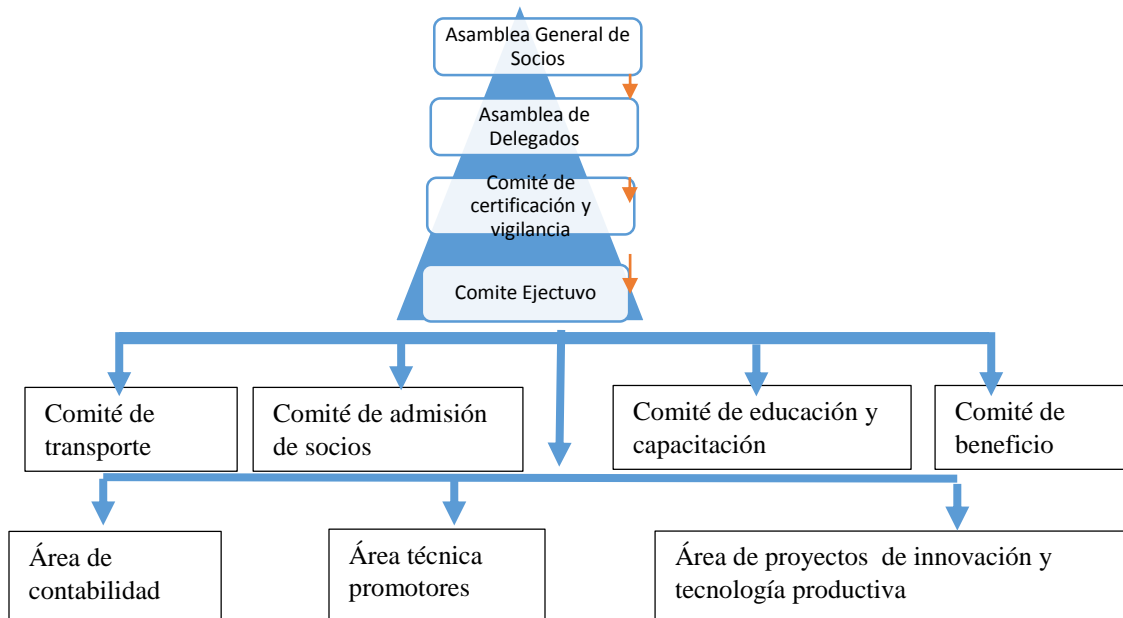 Asamblea General de
Socios
Asamblea de
Delegados
Comité de
certificación y
vigilancia
Comite Ejectuvo
Comité de
transporte
Comité de admisión
de socios
Comité de educación y
capacitación
Comité de
beneficio
Área de
contabilidad
Área técnica
promotores
Área de proyectos  de innovación y
tecnología productiva